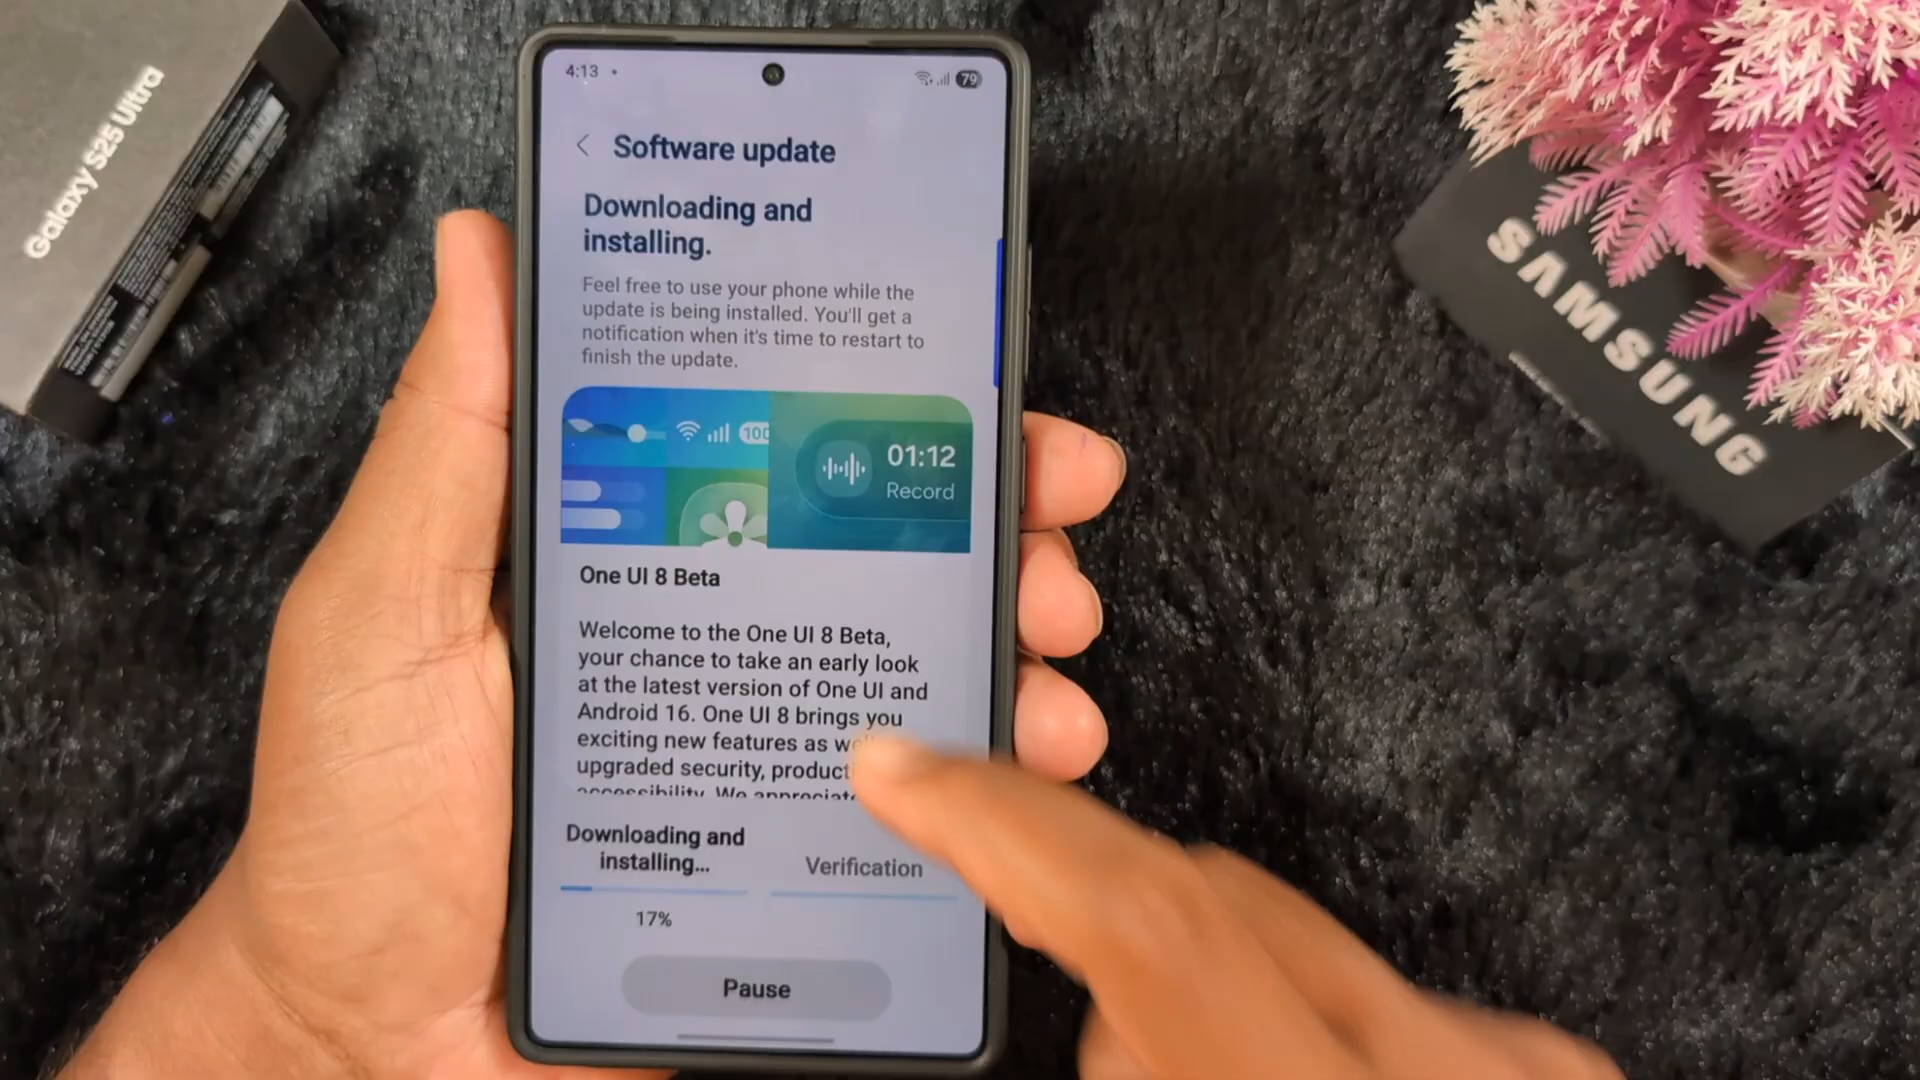 Galaxy S25 Ultra
4:13
79
Software update
Downloading and
installing.
Feel free to use your phone while the
update is being installed. You'll get a
notification when it's time to restart to
finish the update.
100
01:12
Record
One UI 8 Beta
Welcome to the One UI 8 Beta,
your chance to take an early look
at the latest version of One UI and
Android 16. One UI 8 brings you
exciting new features as
upgraded security,
accessibility. We appreciate
Downloading and
installing...
Verification
17%
Pause
SAMSUNG